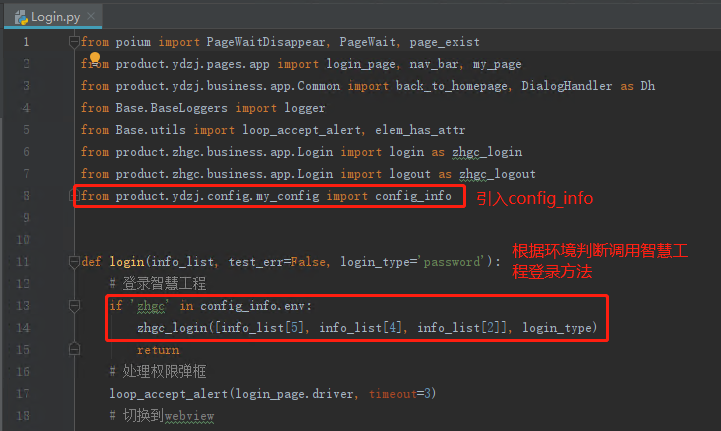 Login.py
1 from poium import PageWaitDisappear, PageWait, page_exist
2 from product.ydzj.pages.app import login_page, nav_bar, my_page
3 from product.ydzj.business.app.Common import back_to_homepage, DialogHandler as Dh
4 from Base.BaseLoggers import logger
5 from Base.utils import loop_accept_alert, elem_has_attr
6 from product.zhgc.business.app.Login import login as zhgc_login
7 from product.zhgc.business.app.Login import logout as zhgc_logout
8 from product.ydzj.config.my_config import config_info
引入config_info
9
10
根据环境判断调用智慧工
程登录方法
11 def login(info_list, test_err=False, login_type='password'):
12 # 登录智慧工程
13 if 'zhgc' in config_info.env:
14 zhgc_login([info_list[5], info_list[4], info_list[2]], login_type)
15 return
16 # 处理权限弹框
17 loop_accept_alert(login_page.driver, timeout=3)
18 # 切换到webview